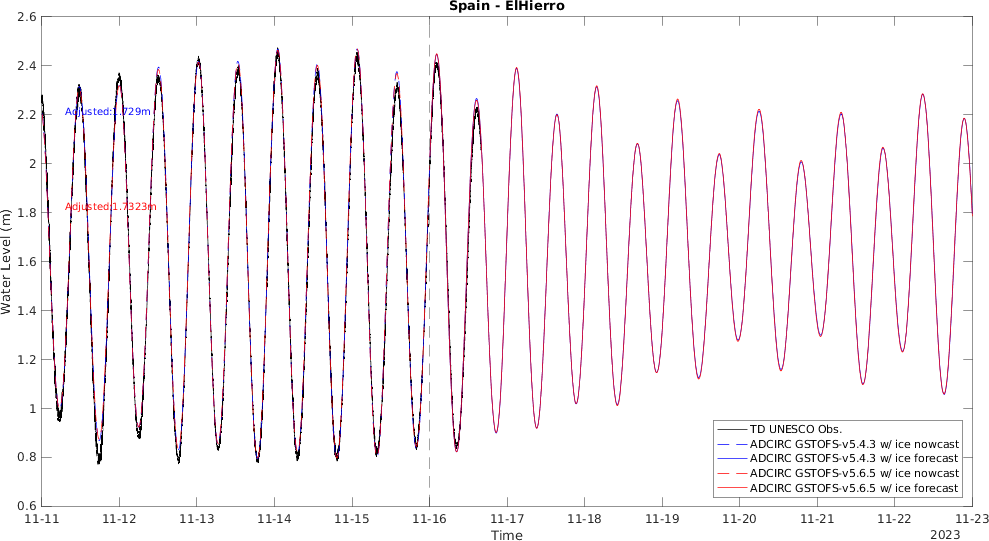 Spain - ElHierro
2.6
2.4
2.2
2
1.8
1.6
1.4
1.2
1
0.8
0.6
Water Level (m)
Adjusted:1.729m
Adjusted:1.7323m
TD UNESCO Obs.
ADCIRC GSTOFS-v5.4.3 w/ ice nowcast
ADCIRC GSTOFS-v5.4.3 w/ ice forecast
ADCIRC GSTOFS-v5.6.5 w/ ice nowcast
ADCIRC GSTOFS-v5.6.5 w/ ice forecast
11-11 11-12 11-13 11-14 11-15 11-16 11-17 11-18 11-19 11-20 11-21 11-22 11-23
Time
2023